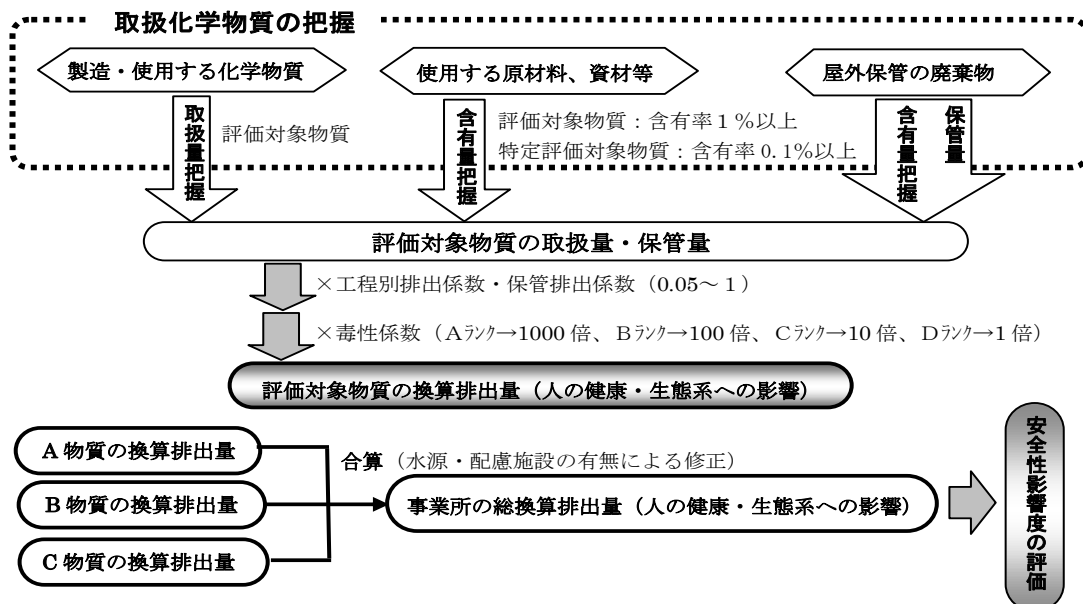 取扱化学物質の把握
製造・使用する化学物質
使用する原材料、資材等
屋外保管の廃棄物
取扱量把握
評価対象物質
含有量把握
評価対象物質：含有率１％以上
特定評価対象物質：含有率 0.1％以上
保管量
含有量把握
評価対象物質の取扱量・保管量
×工程別排出係数・保管排出係数（0.05～１）
×毒性係数（Ａﾗﾝｸ→1000 倍、Ｂﾗﾝｸ→100 倍、Ｃﾗﾝｸ→10 倍、Ｄﾗﾝｸ→1 倍）
評価対象物質の換算排出量（人の健康・生態系への影響）
A 物質の換算排出量
B 物質の換算排出量
C 物質の換算排出量
合算（水源・配慮施設の有無による修正）
事業所の総換算排出量（人の健康・生態系への影響）
安全性影響度の評価